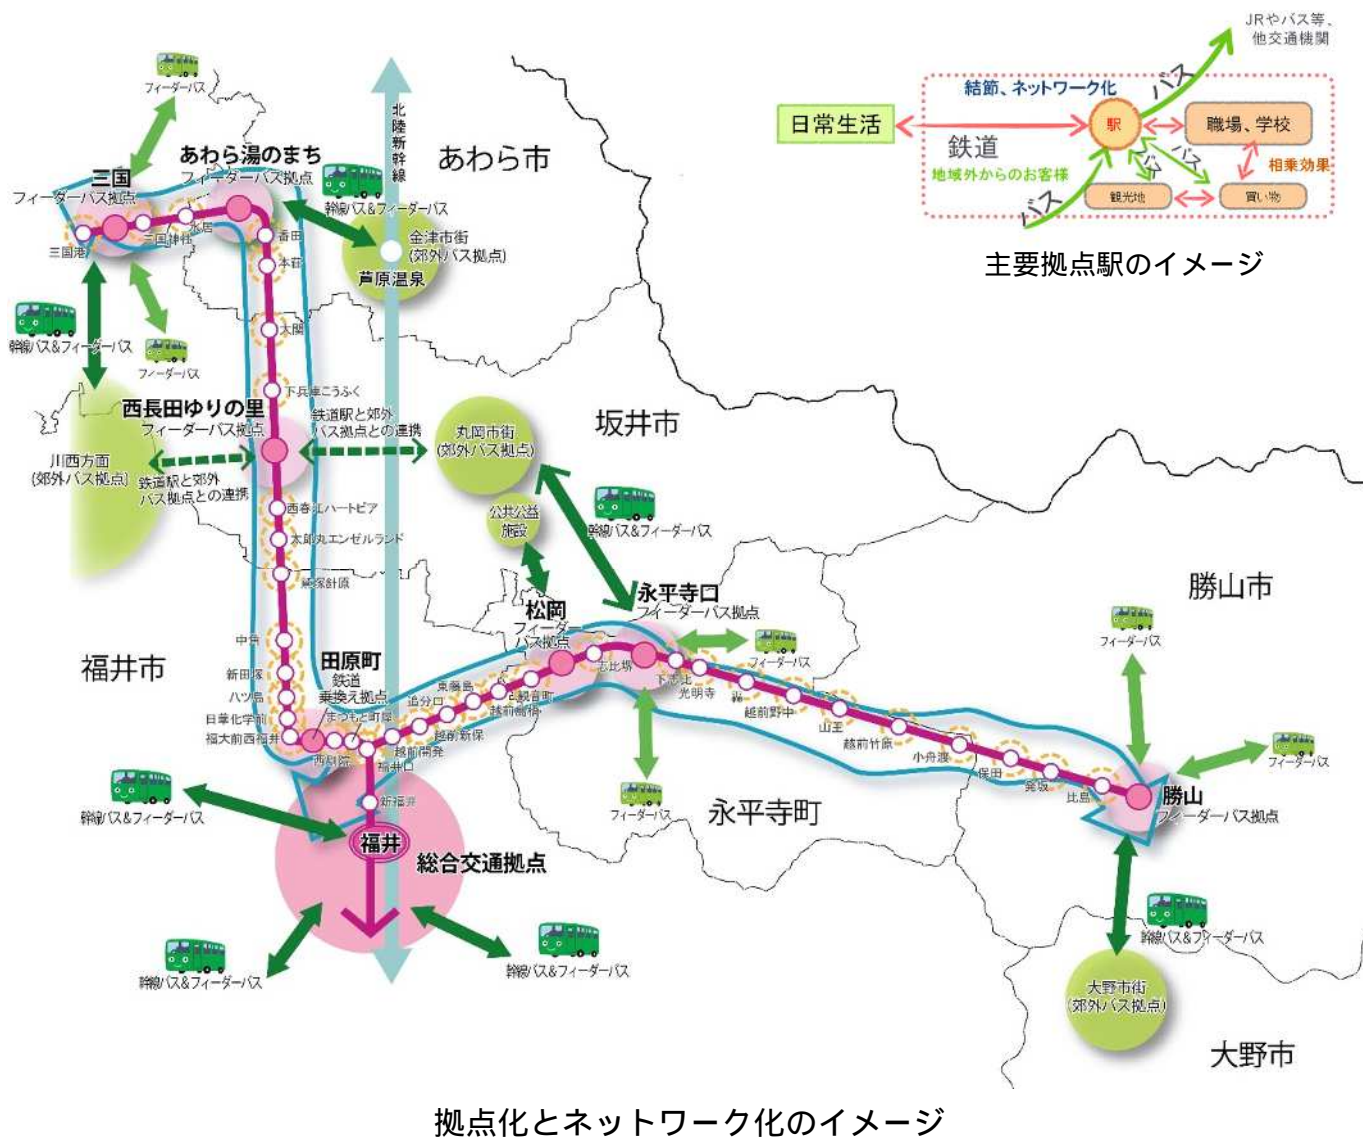 JRやバス等、
他交通機関
バス
結節、ネットワーク化
日常生活
駅
職場、学校
鉄道
地域外からのお客様
バス
バス
相乗効果
観光地
買い物
バス
主要拠点駅のイメージ
フィーダーバス
北陸新幹線
あわら市
あわら湯のまち
フィーダーバス拠点
三国
フィーダーバス拠点
幹線バス&フィーダーバス
金津市街
(郊外バス拠点)
芦原温泉
三国港
三国神社
水居
番田
本荘
大関
幹線バス&フィーダーバス
フィーダーバス
下兵庫こうふく
西長田ゆりの里
フィーダーバス拠点
鉄道駅と郊外
バス拠点との連携
丸岡市街
(郊外バス拠点)
坂井市
川西方面
(郊外バス拠点)
鉄道駅と郊外
バス拠点との連携
西春江ハートピア
太郎丸エンゼルランド
鷲塚針原
公共公益
施設
幹線バス&フィーダーバス
永平寺口
フィーダーバス拠点
松岡
フィーダー
バス拠点
フィーダーバス
勝山市
フィーダーバス
福井市
中角
新田塚
八ツ島
日華化学前
福大前西福井
田原町
鉄道
乗換え拠点
まつもと町屋
西別院
福井口
越前開発
越前新保
追分口
東藤島
越前島橋
観音町
志比堺
下志比
光明寺
轟
越前野中
山王
越前竹原
小舟渡
保田
発坂
比島
勝山
フィーダーバス拠点
フィーダーバス
フィーダーバス
永平寺町
新福井
福井
総合交通拠点
幹線バス&フィーダーバス
幹線バス&フィーダーバス
幹線バス&フィーダーバス
幹線バス&フィーダーバス
大野市街
(郊外バス拠点)
大野市
拠点化とネットワーク化のイメージ